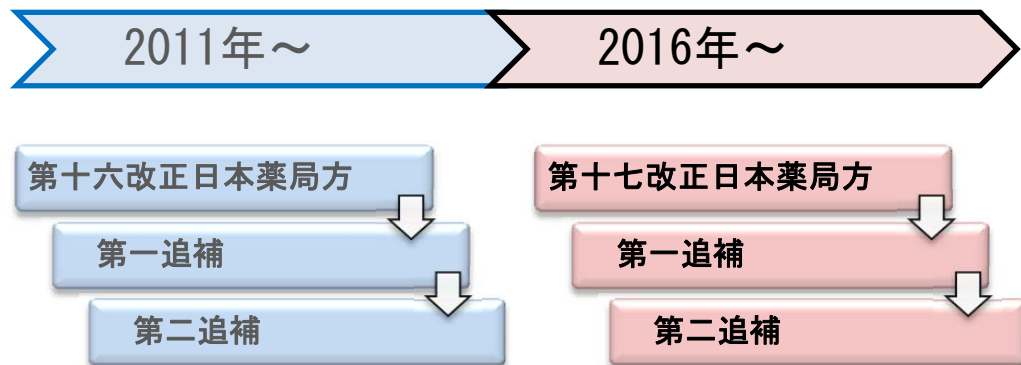 2011年～
2016年～
第十六改正日本薬局方
第一追補
第二追補
第十七改正日本薬局方
第一追補
第二追補